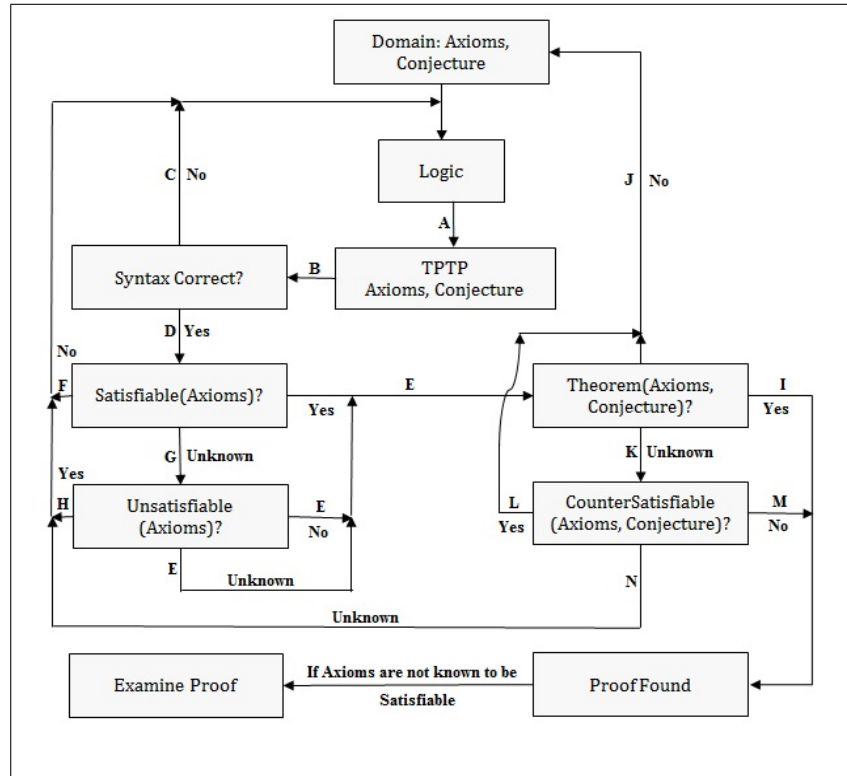 Domain: Axioms,
Conjecture
C
No
J
No
Logic
A
Syntax Correct?
B
TPTP
Axioms, Conjecture
D
Yes
No
F
Satisfiable(Axioms)?
E
Yes
Theorem(Axioms,
Conjecture)?
I
Yes
G
Unknown
K
Unknown
Yes
H
Unsatisfiable
(Axioms)?
E
No
L
Yes
CounterSatisfiable
(Axioms, Conjecture)?
M
No
E
Unknown
N
Unknown
Examine Proof
If Axioms are not known to be
Satisfiable
Proof Found